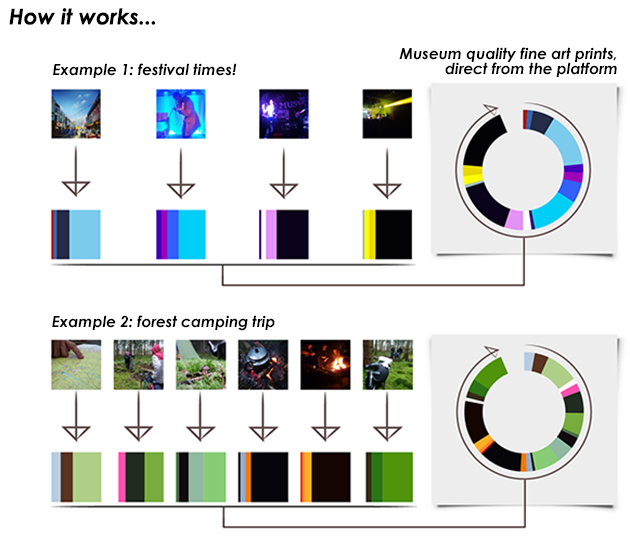 How it works...
Example 1: festival times!
Museum quality fine art prints,
direct from the platform
Example 2: forest camping trip